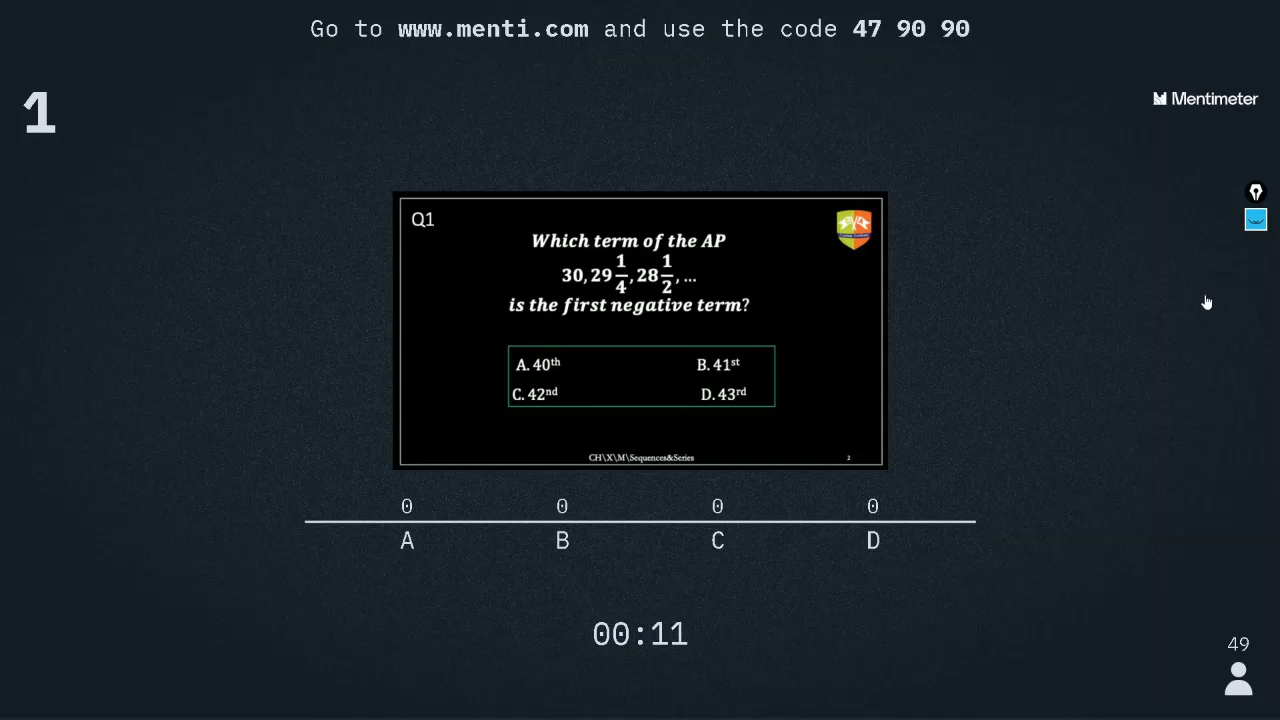 Go to www.menti.com and use the code 47 90 90
1
Mentimeter
Q1
Which term of the AP
30, 29 1/4, 28 1/2, ...
is the first negative term?
A. 40th B. 41st
C. 42nd D. 43rd
CH\X\M\Sequences&Series 2
0 0 0 0
A B C D
00:11
49